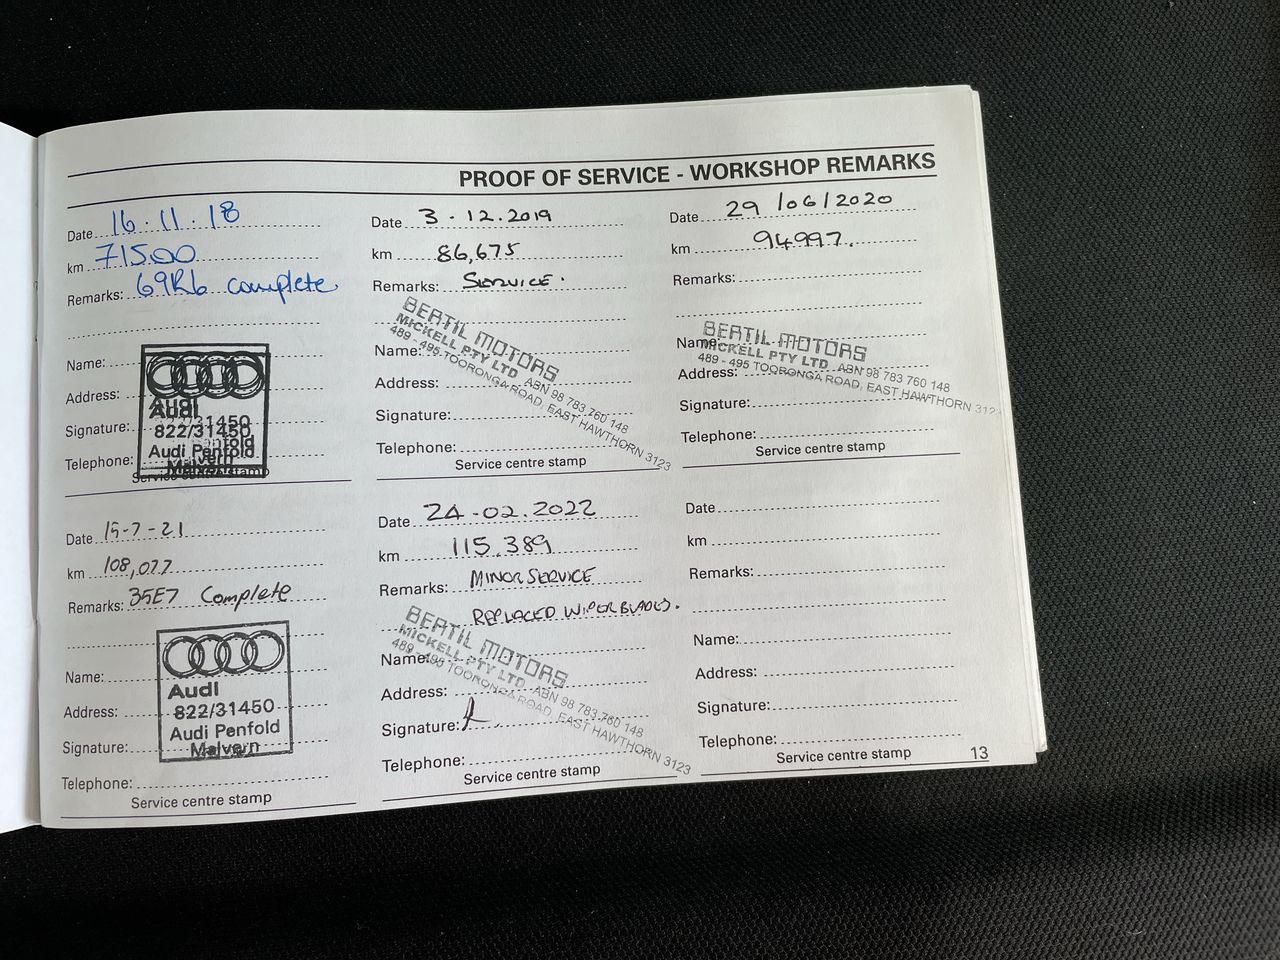 PROOF OF SERVICE - WORKSHOP REMARKS
Date 16.11.18
km 71500
Remarks: 69R6 complete
Name:
Address:
Signature:
Telephone:
Audi
822/31450
Audi Penfold
Malvern
Service centre stamp
Date 3.12.2019
km 86,675
Remarks: SERVICE.
BERTIL MOTORS
MICKELL PTY LTD ABN 98 783 760 148
489 - 495 TOORONGA ROAD, EAST HAWTHORN 3123
Name:
Address:
Signature:
Telephone:
Service centre stamp
Date 29/06/2020
km 94997.
Remarks:
BERTIL MOTORS
MICKELL PTY LTD ABN 98 783 760 148
489 - 495 TOORONGA ROAD, EAST HAWTHORN 312
Name:
Address:
Signature:
Telephone:
Service centre stamp
Date 15-7-21
km 108,077
Remarks: 35E7 Complete
Name:
Address:
Signature:
Telephone:
Audi
822/31450
Audi Penfold
Malvern
Service centre stamp
Date 24.02.2022
km 115.389
Remarks: MINOR SERVICE
REPLACED WIPER BLADES.
BERTIL MOTORS
MICKELL PTY LTD ABN 98 783 760 148
489 - 495 TOORONGA ROAD, EAST HAWTHORN 3123
Name:
Address:
Signature:
Telephone:
Service centre stamp
Date
km
Remarks:
Name:
Address:
Signature:
Telephone:
Service centre stamp
13